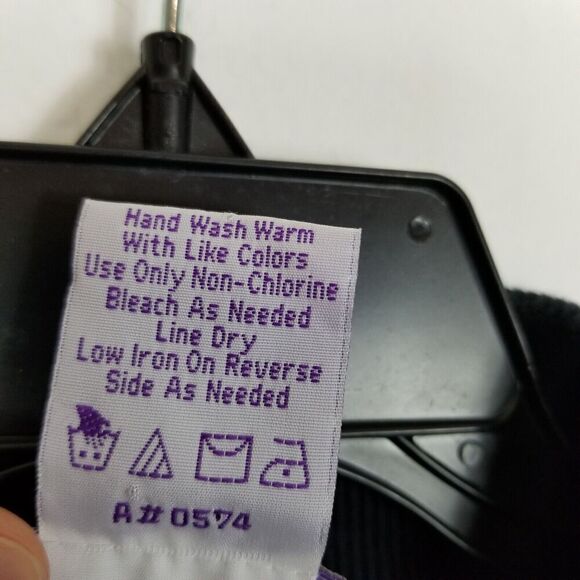 Hand Wash Warm
With Like Colors
Use Only Non-Chlorine
Bleach As Needed
Line Dry
Low Iron On Reverse
Side As Needed
A# 0574